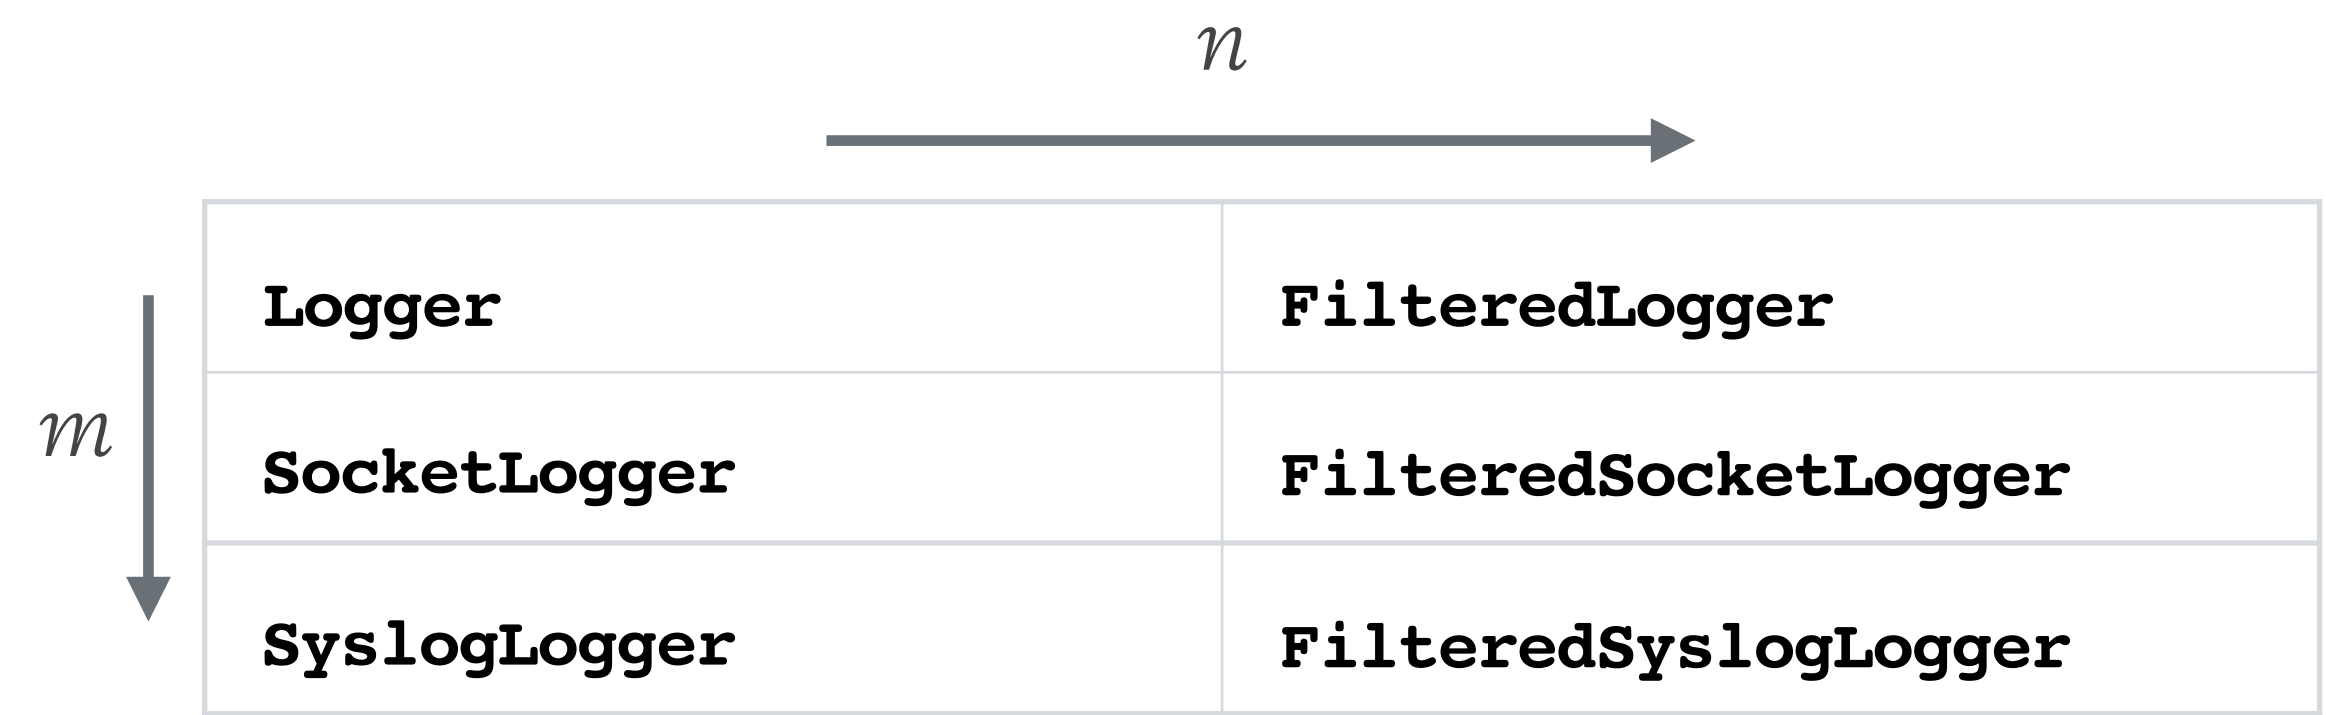 n
m
Logger FilteredLogger
SocketLogger FilteredSocketLogger
SyslogLogger FilteredSyslogLogger